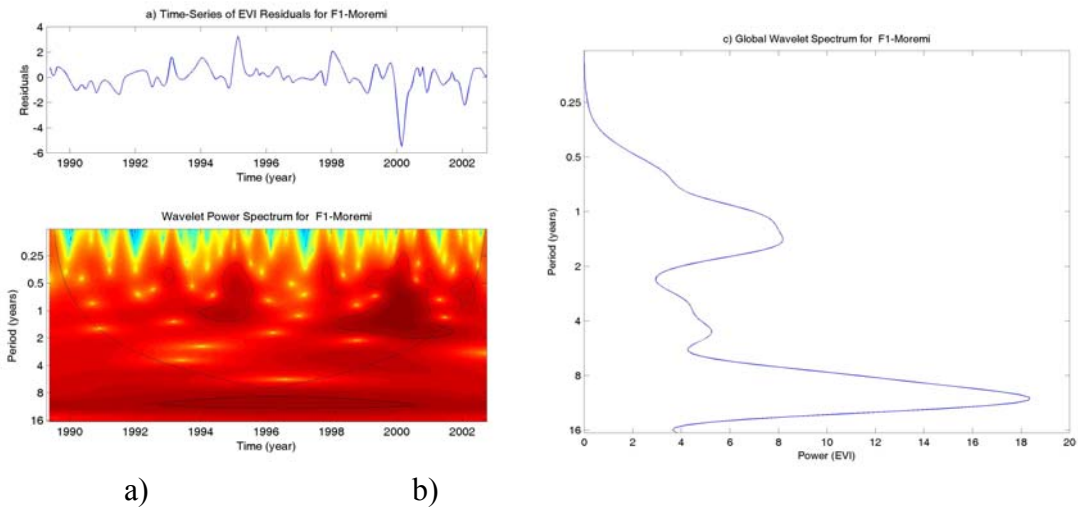 a) Time-Series of EVI Residuals for F1-Moremi
4
2
0
-2
-4
-6
Residuals
1990 1992 1994 1996 1998 2000 2002
Time (year)
Wavelet Power Spectrum for F1-Moremi
0.25
0.5
1
2
4
8
16
Period (years)
1990 1992 1994 1996 1998 2000 2002
Time (year)
c) Global Wavelet Spectrum for F1-Moremi
0.25
0.5
1
2
4
8
16
Period (years)
0 2 4 6 8 10 12 14 16 18 20
Power (EVI)
a) b)